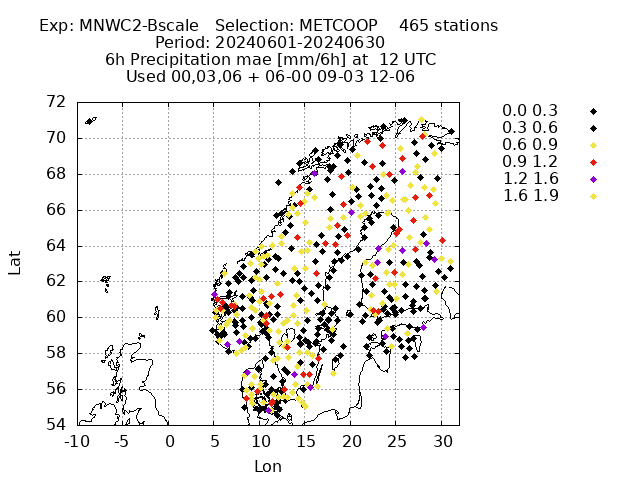 Exp: MNWC2-Bscale   Selection: METCOOP    465 stations
Period: 20240601-20240630
6h Precipitation mae [mm/6h] at  12 UTC
Used 00,03,06 + 06-00 09-03 12-06
72
70
68
66
64
62
60
58
56
54
Lat
-10 -5 0 5 10 15 20 25 30
Lon
0.0 0.3
0.3 0.6
0.6 0.9
0.9 1.2
1.2 1.6
1.6 1.9